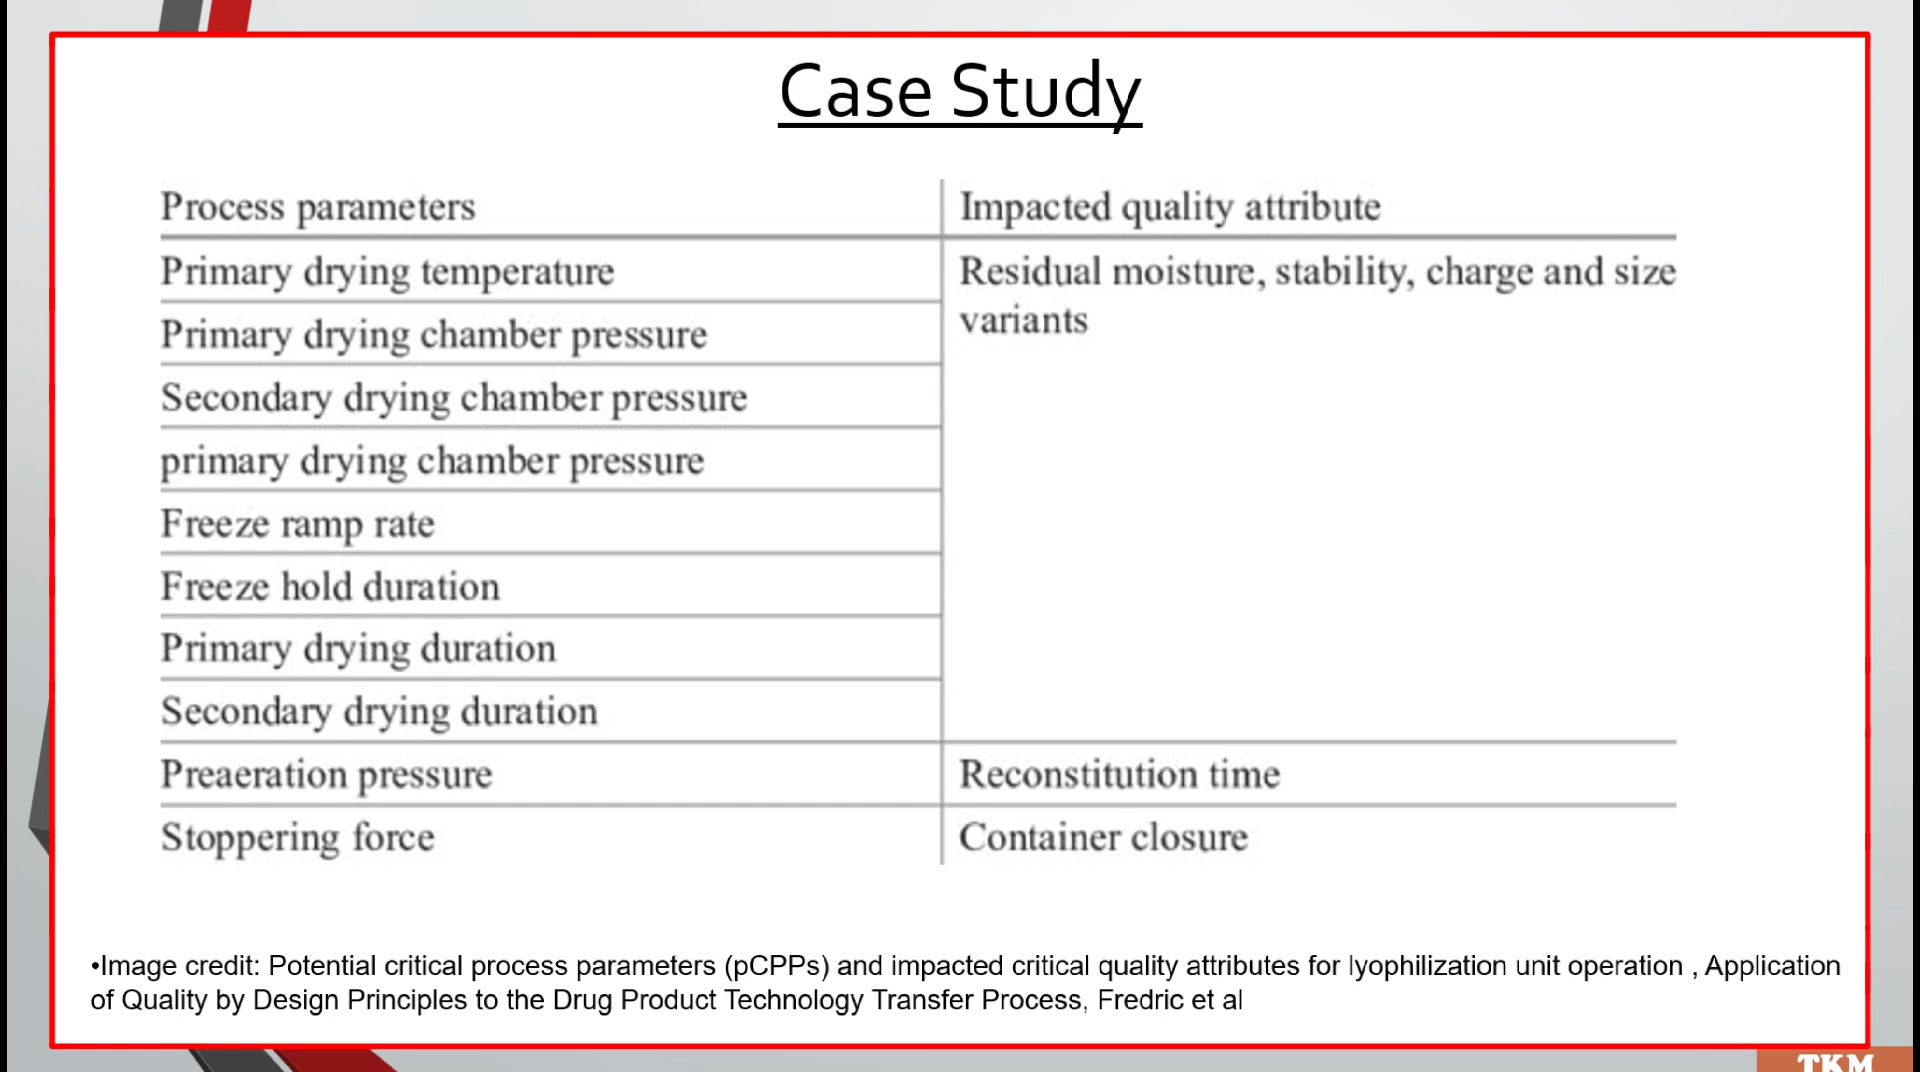 Case Study
Process parameters
Impacted quality attribute
Primary drying temperature
Residual moisture, stability, charge and size
variants
Primary drying chamber pressure
Secondary drying chamber pressure
primary drying chamber pressure
Freeze ramp rate
Freeze hold duration
Primary drying duration
Secondary drying duration
Preaeration pressure
Reconstitution time
Stoppering force
Container closure
•Image credit: Potential critical process parameters (pCPPs) and impacted critical quality attributes for lyophilization unit operation , Application
of Quality by Design Principles to the Drug Product Technology Transfer Process, Fredric et al
TKM